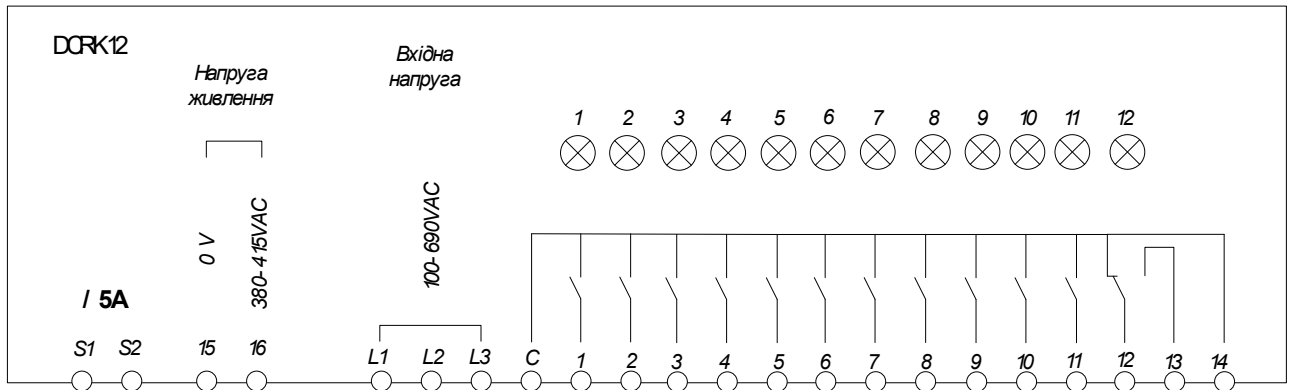 DCRK12
Напруга
живлення
Вхідна
напруга
1 2 3 4 5 6 7 8 9 10 11 12
0 V
380-415VAC
100-690VAC
/ 5A
S1 S2 15 16 L1 L2 L3 C 1 2 3 4 5 6 7 8 9 10 11 12 13 14